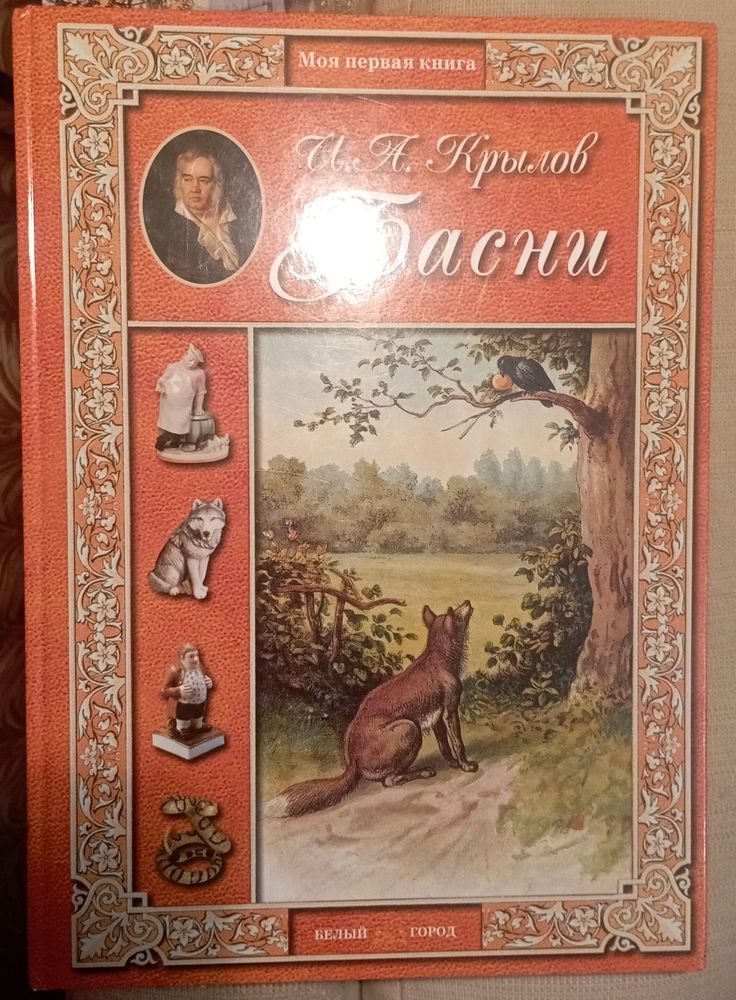 Моя первая книга
И. А. Крылов
Басни
БЕЛЫЙ ГОРОД